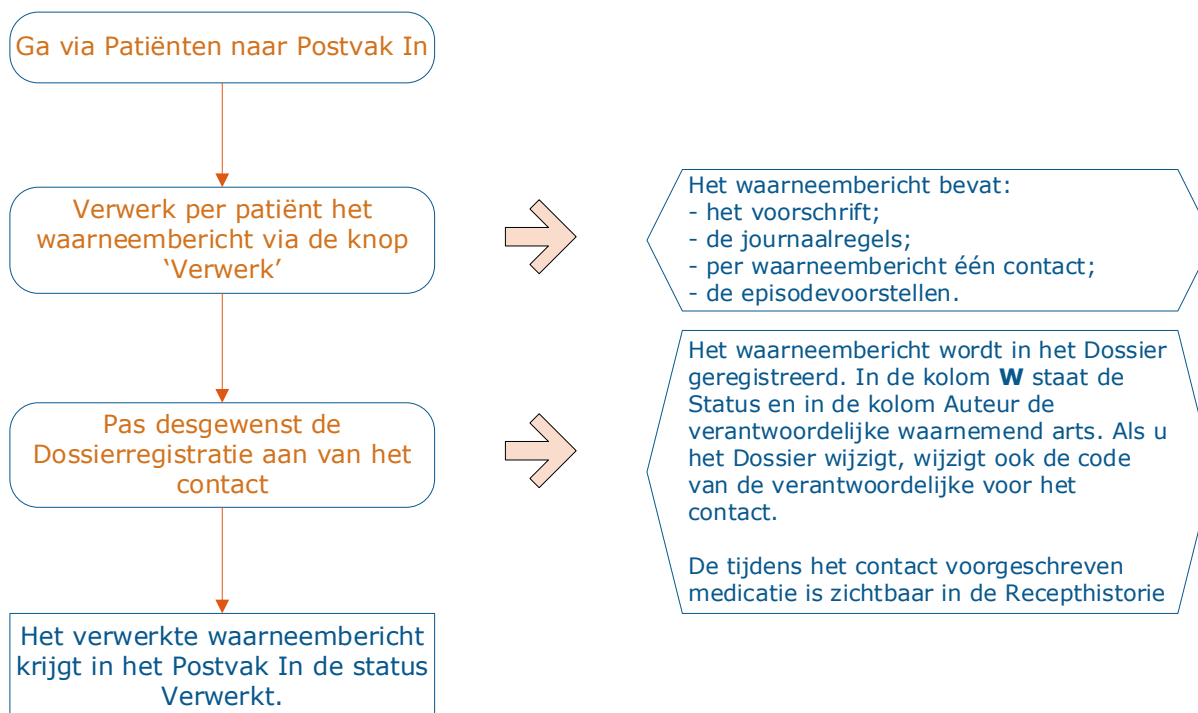 Ga via Patiënten naar Postvak In
Verwerk per patiënt het
waarneembericht via de knop
‘Verwerk’
Het waarneembericht bevat:
- het voorschrift;
- de journaalregels;
- per waarneembericht één contact;
- de episodevoorstellen.
Pas desgewenst de
Dossierregistratie aan van het
contact
Het waarneembericht wordt in het Dossier
geregistreerd. In de kolom W staat de
Status en in de kolom Auteur de
verantwoordelijke waarnemend arts. Als u
het Dossier wijzigt, wijzigt ook de code
van de verantwoordelijke voor het
contact.
De tijdens het contact voorgeschreven
medicatie is zichtbaar in de Recepthistorie
Het verwerkte waarneembericht
krijgt in het Postvak In de status
Verwerkt.